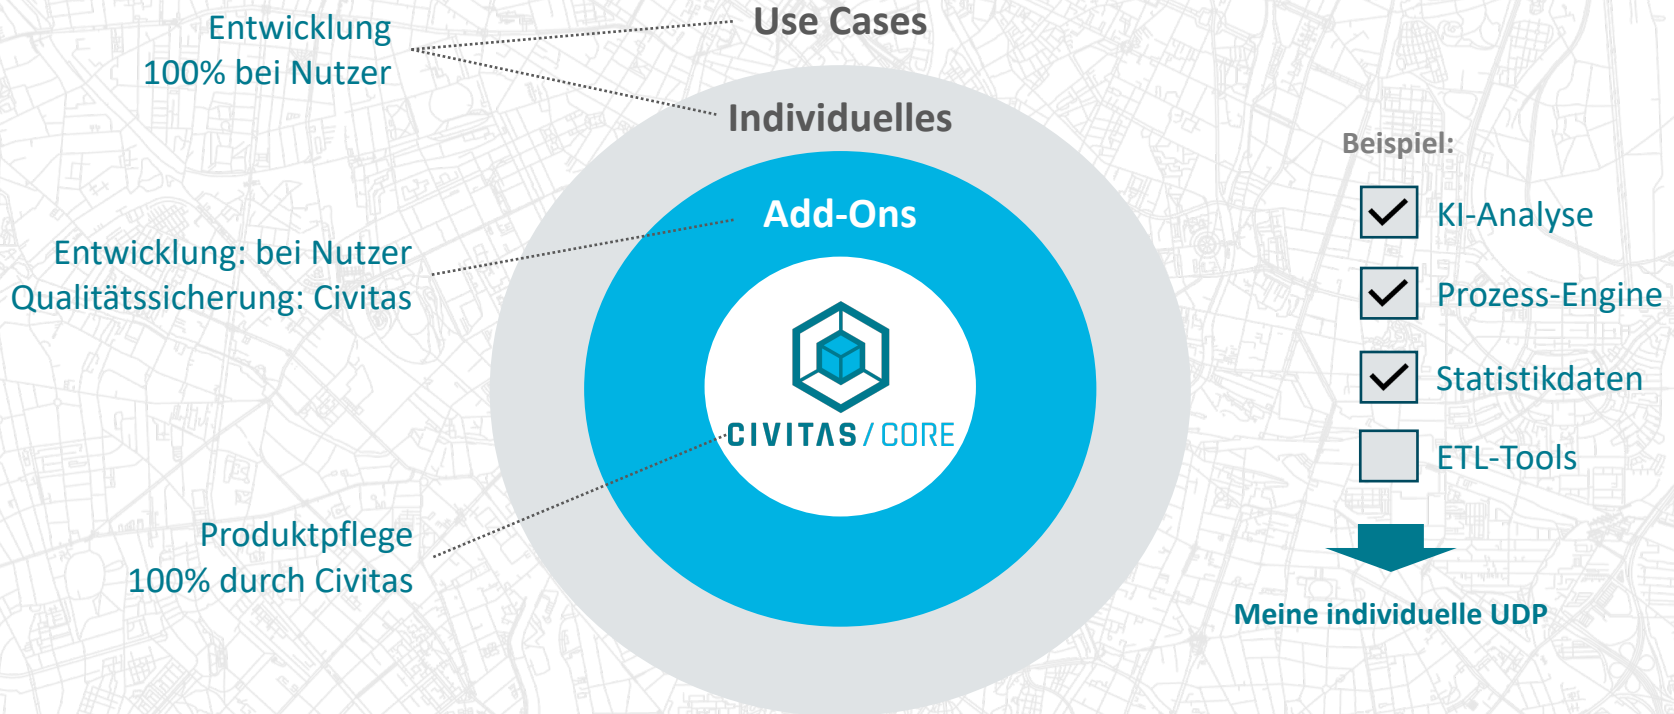 Entwicklung
100% bei Nutzer
Entwicklung: bei Nutzer
Qualitätssicherung: Civitas
Produktpflege
100% durch Civitas
Use Cases
Individuelles
Add-Ons
CIVITAS/CORE
Beispiel:
KI-Analyse
Prozess-Engine
Statistikdaten
ETL-Tools
Meine individuelle UDP